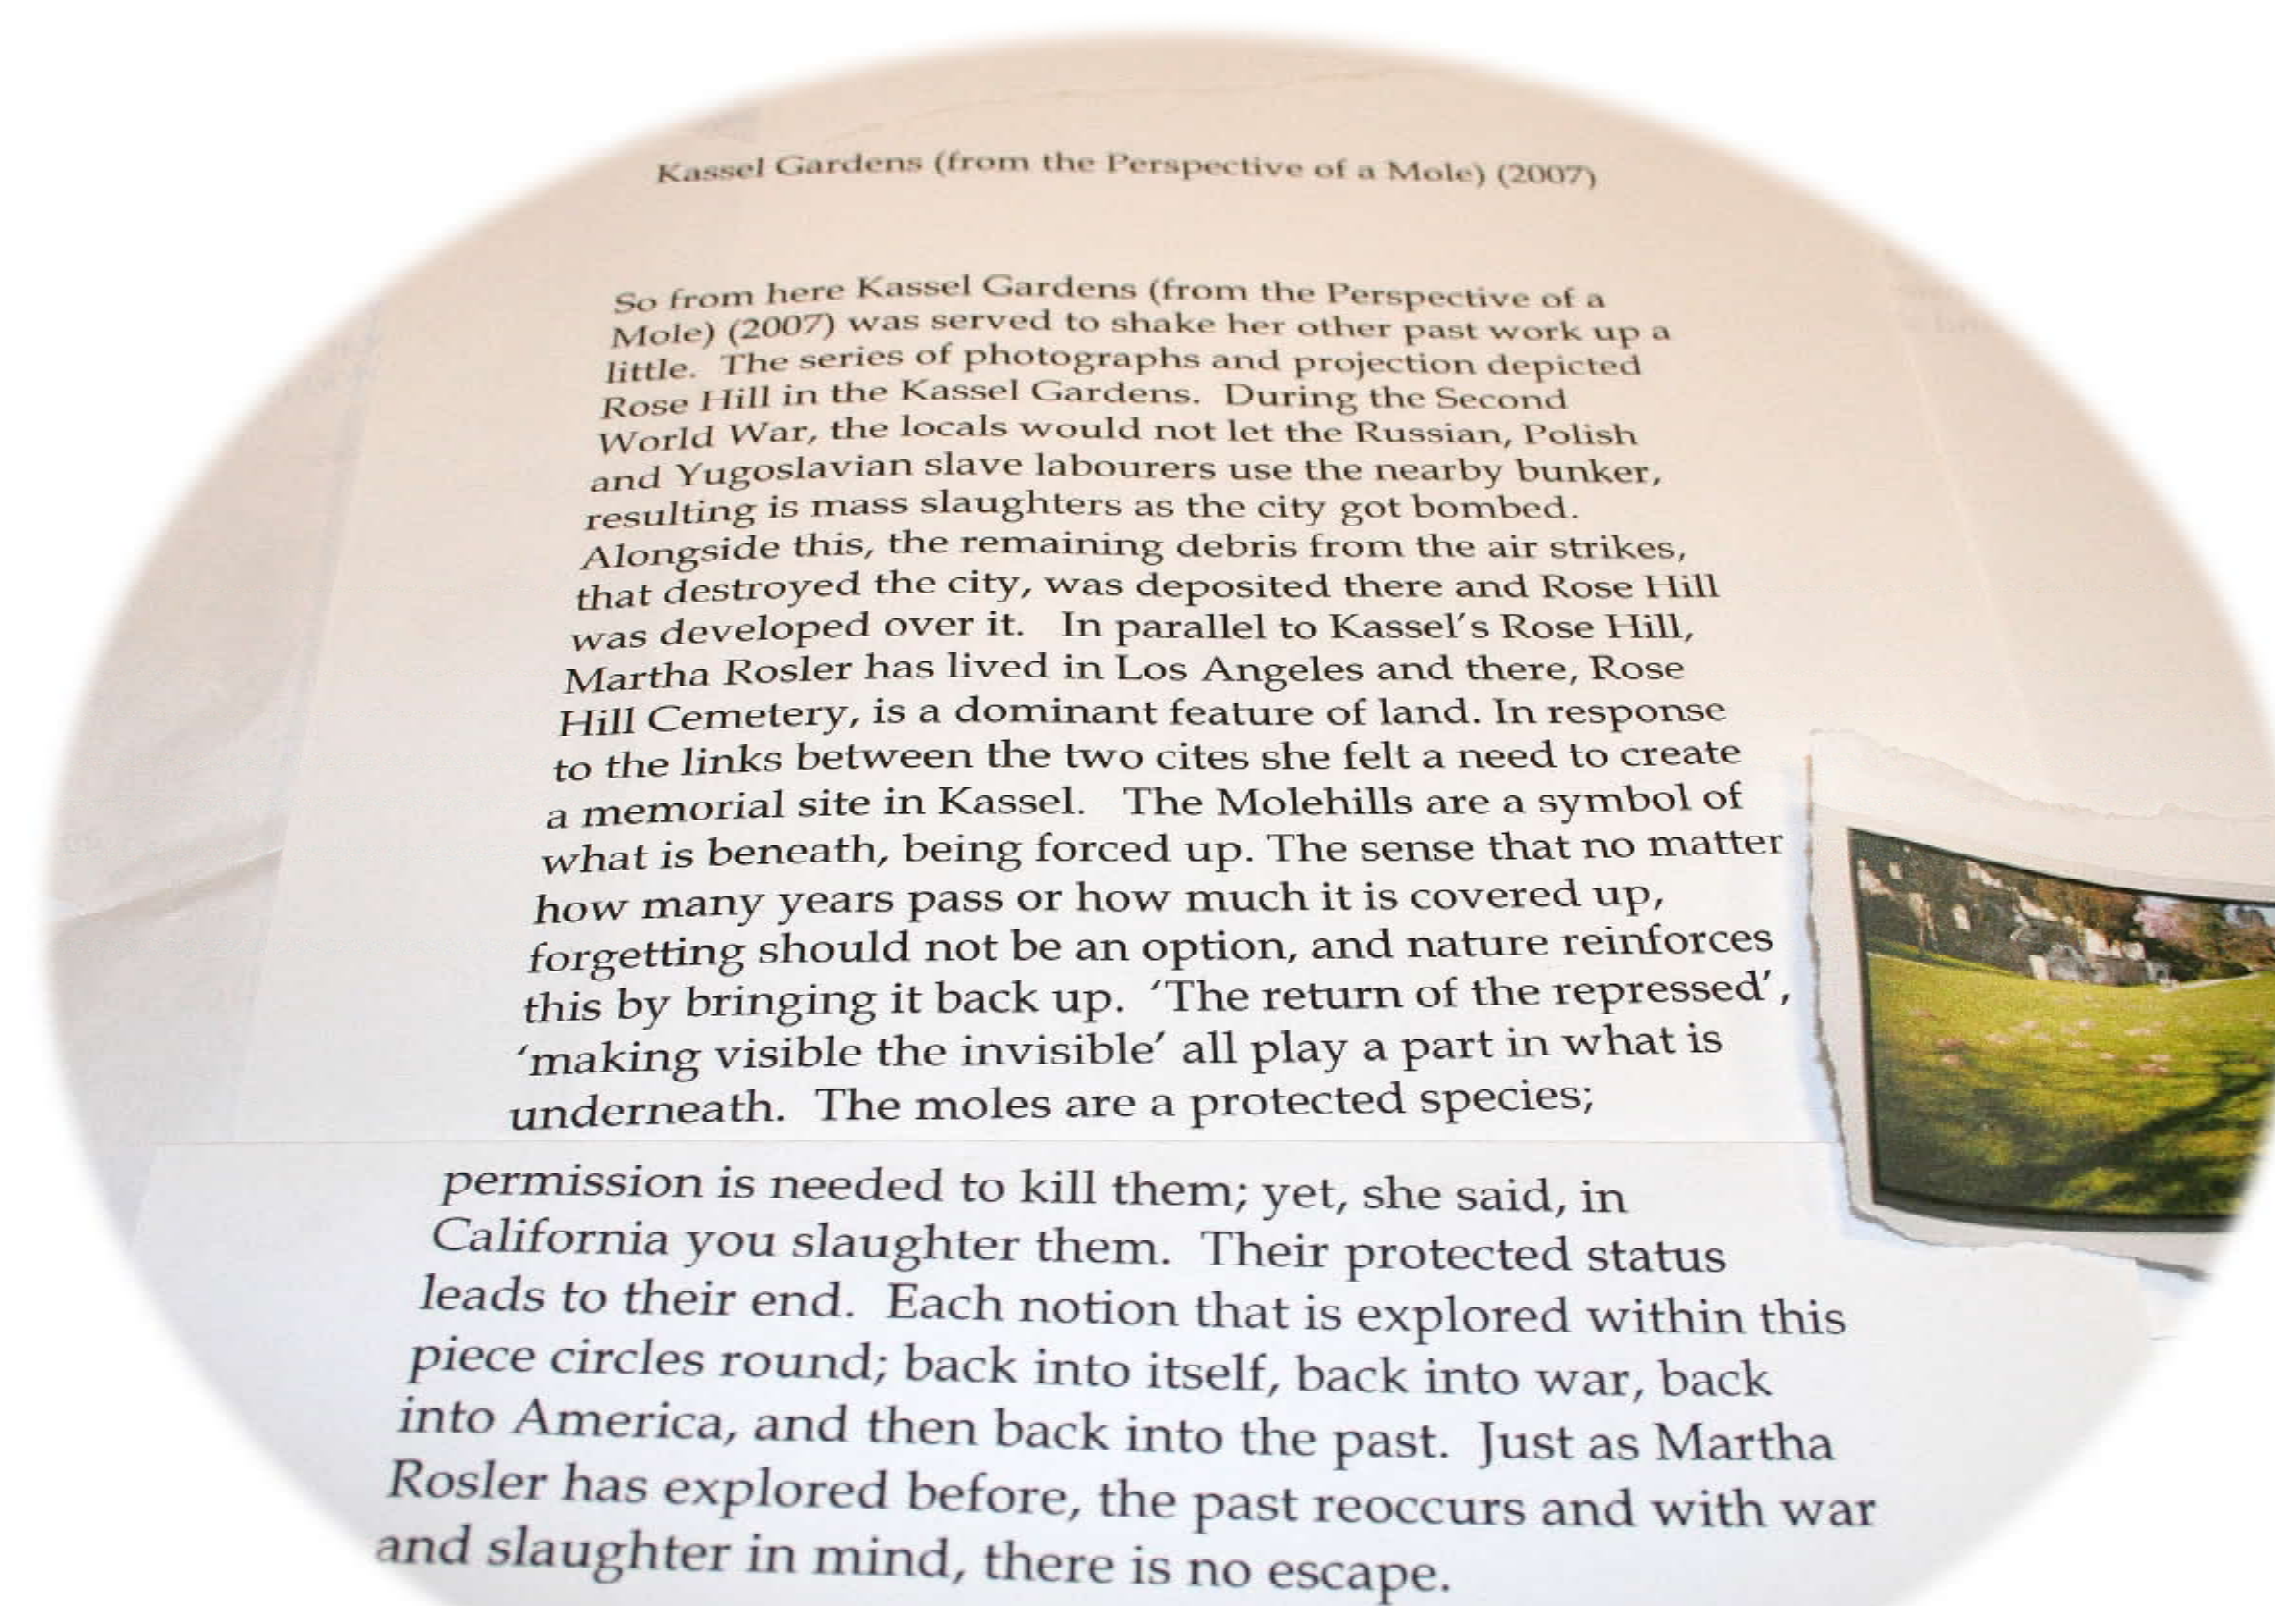 Kassel Gardens (from the Perspective of a Mole) (2007)
So from here Kassel Gardens (from the Perspective of a
Mole) (2007) was served to shake her other past work up a
little. The series of photographs and projection depicted
Rose Hill in the Kassel Gardens. During the Second
World War, the locals would not let the Russian, Polish
and Yugoslavian slave labourers use the nearby bunker,
resulting is mass slaughters as the city got bombed.
Alongside this, the remaining debris from the air strikes,
that destroyed the city, was deposited there and Rose Hill
was developed over it. In parallel to Kassel's Rose Hill,
Martha Rosler has lived in Los Angeles and there, Rose
Hill Cemetery, is a dominant feature of land. In response
to the links between the two cites she felt a need to create
a memorial site in Kassel. The Molehills are a symbol of
what is beneath, being forced up. The sense that no matter
how many years pass or how much it is covered up,
forgetting should not be an option, and nature reinforces
this by bringing it back up. 'The return of the repressed',
'making visible the invisible' all play a part in what is
underneath. The moles are a protected species;
permission is needed to kill them; yet, she said, in
California you slaughter them. Their protected status
leads to their end. Each notion that is explored within this
piece circles round; back into itself, back into war, back
into America, and then back into the past. Just as Martha
Rosler has explored before, the past reoccurs and with war
and slaughter in mind, there is no escape.